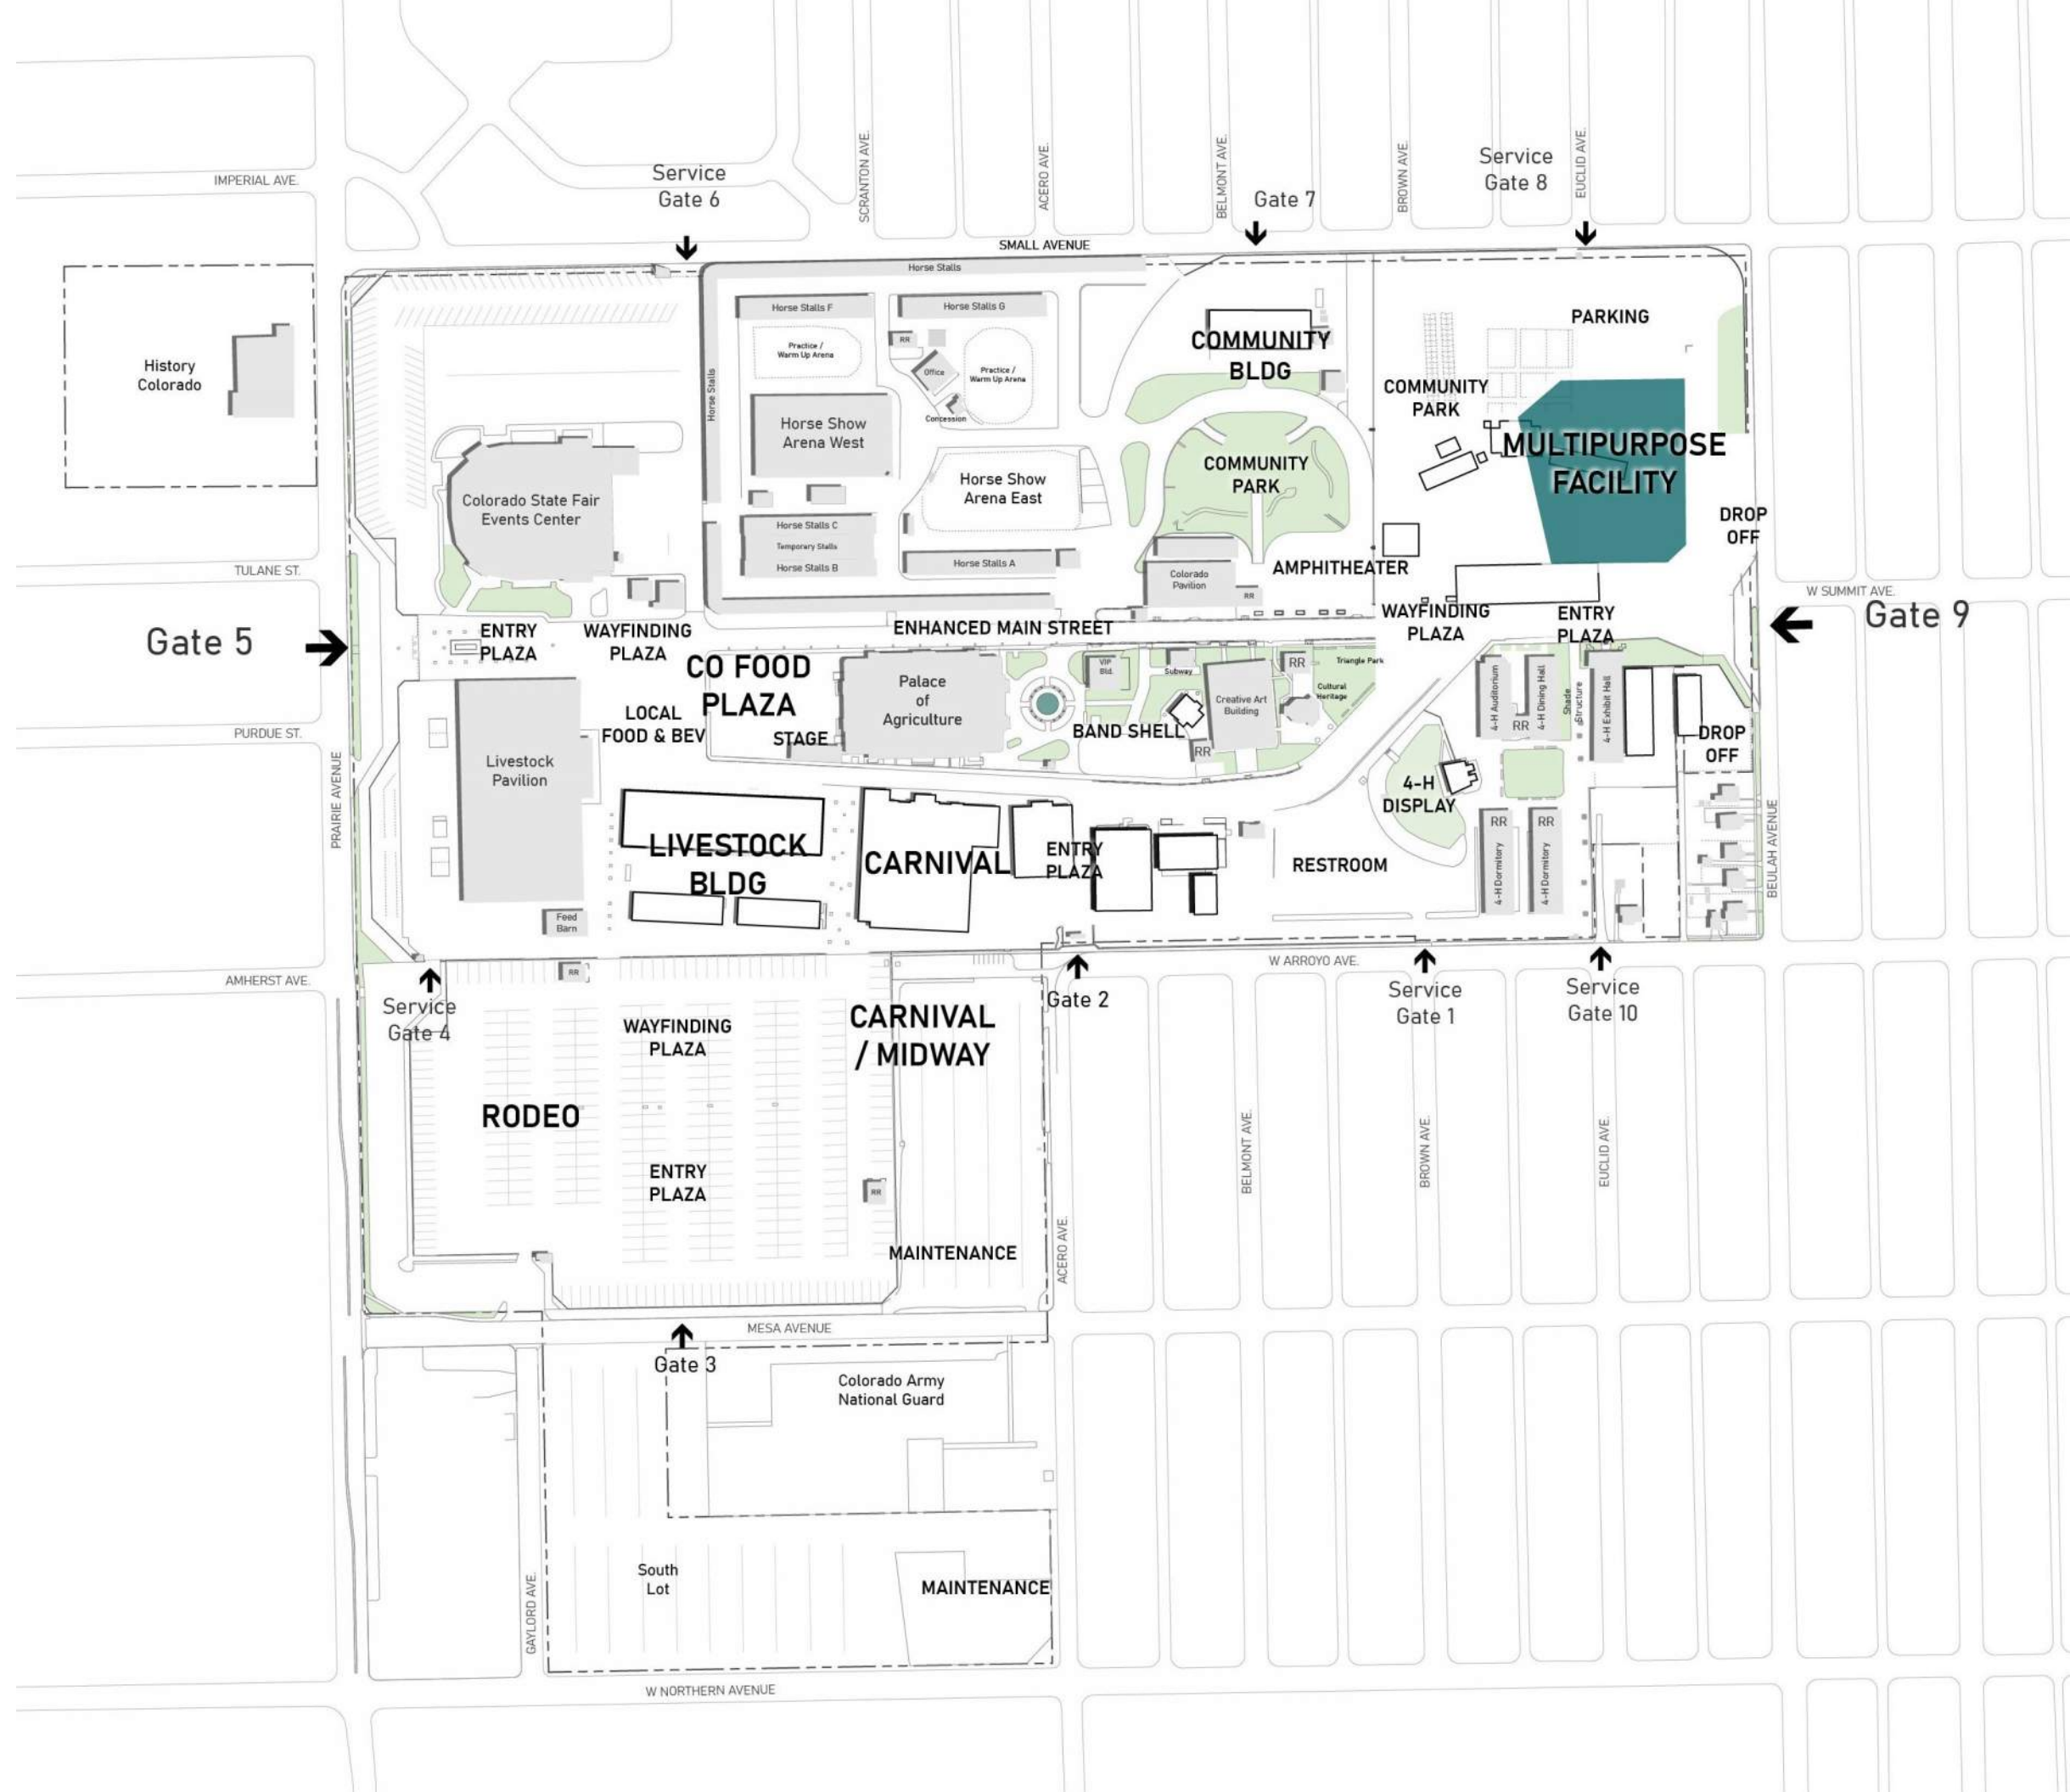 IMPERIAL AVE.
Service
Gate 6
SCRANTON AVE.
ACERO AVE.
BELMONT AVE.
Gate 7
BROWN AVE.
Service
Gate 8
EUCLID AVE.
SMALL AVENUE
Horse Stalls
Horse Stalls
History
Colorado
Horse Stalls F
Horse Stalls G
Practice /
Warm Up Arena
RR
Office
Practice /
Warm Up Arena
Concession
COMMUNITY
BLDG
PARKING
COMMUNITY
PARK
Horse Show
Arena West
MULTIPURPOSE
FACILITY
COMMUNITY
PARK
Horse Show
Arena East
Colorado State Fair
Events Center
DROP
OFF
Horse Stalls C
Temporary Stalls
Horse Stalls B
Horse Stalls A
Colorado
Pavilion
RR
AMPHITHEATER
TULANE ST.
W SUMMIT AVE.
Gate 5
Gate 9
ENTRY
PLAZA
WAYFINDING
PLAZA
ENHANCED MAIN STREET
WAYFINDING
PLAZA
ENTRY
PLAZA
CO FOOD
PLAZA
LOCAL
FOOD & BEV
STAGE
Palace
of
Agriculture
VIP
Bld.
Subway
RR
Triangle Park
Cultural
Heritage
Creative Art
Building
BAND SHELL
RR
4-H Auditorium
RR
4-H Dining Hall
Shade
Structure
4-H Exhibit Hall
DROP
OFF
PURDUE ST.
PRAIRIE AVENUE
Livestock
Pavilion
4-H
DISPLAY
LIVESTOCK
BLDG
CARNIVAL
ENTRY
PLAZA
RESTROOM
RR
RR
4-H Dormitory
4-H Dormitory
BEULAH AVENUE
Feed
Barn
W ARROYO AVE.
AMHERST AVE.
RR
Service
Gate 4
Gate 2
Service
Gate 1
Service
Gate 10
WAYFINDING
PLAZA
CARNIVAL
/ MIDWAY
RODEO
ENTRY
PLAZA
RR
BELMONT AVE.
BROWN AVE.
EUCLID AVE.
ACERO AVE.
MAINTENANCE
MESA AVENUE
Gate 3
Colorado Army
National Guard
South
Lot
MAINTENANCE
GAYLORD AVE.
W NORTHERN AVENUE